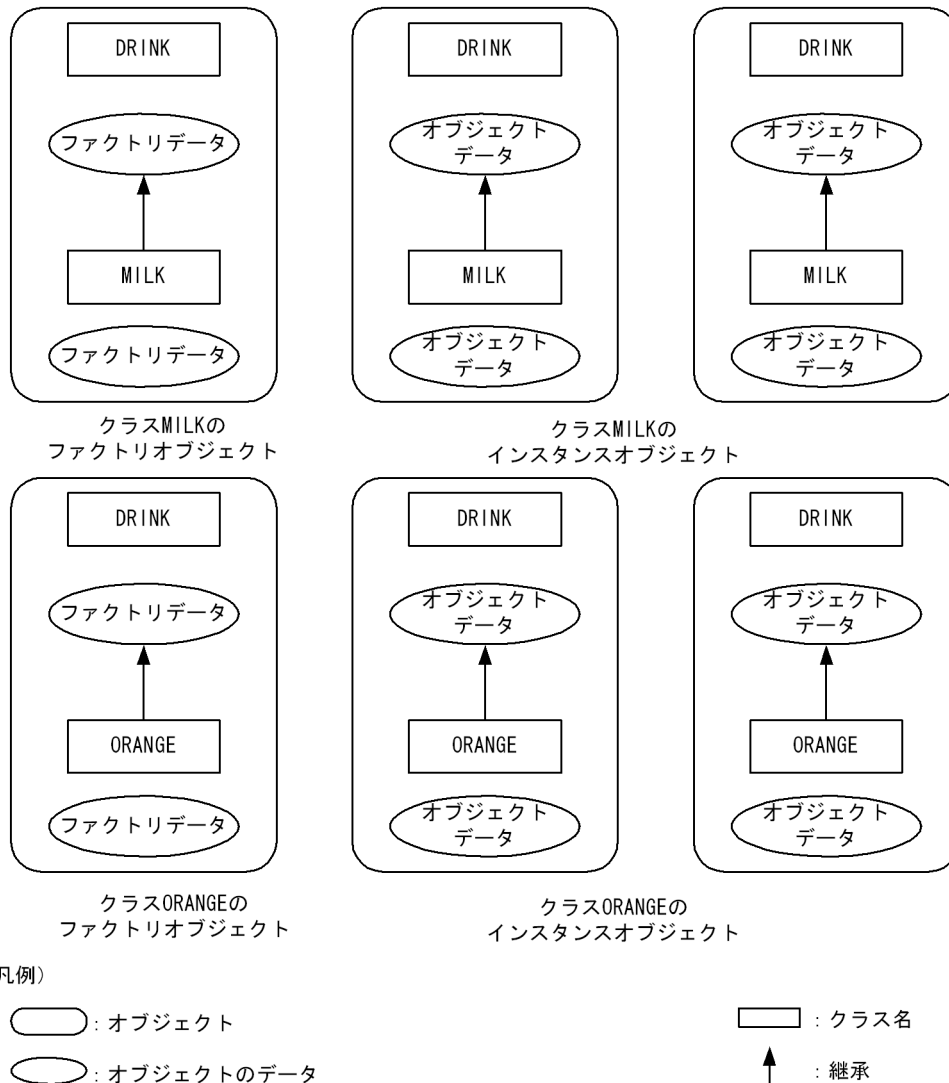 DRINK DRINK DRINK
ファクトリデータ オブジェクト オブジェクト
データ データ
MILK MILK MILK
ファクトリデータ オブジェクト オブジェクト
データ データ
クラスMILKの クラスMILKの
ファクトリオブジェクト インスタンスオブジェクト
DRINK DRINK DRINK
ファクトリデータ オブジェクト オブジェクト
データ データ
ORANGE ORANGE ORANGE
ファクトリデータ オブジェクト オブジェクト
データ データ
クラスORANGEの クラスORANGEの
ファクトリオブジェクト インスタンスオブジェクト
凡例)
:オブジェクト :クラス名
:オブジェクトのデータ :継承